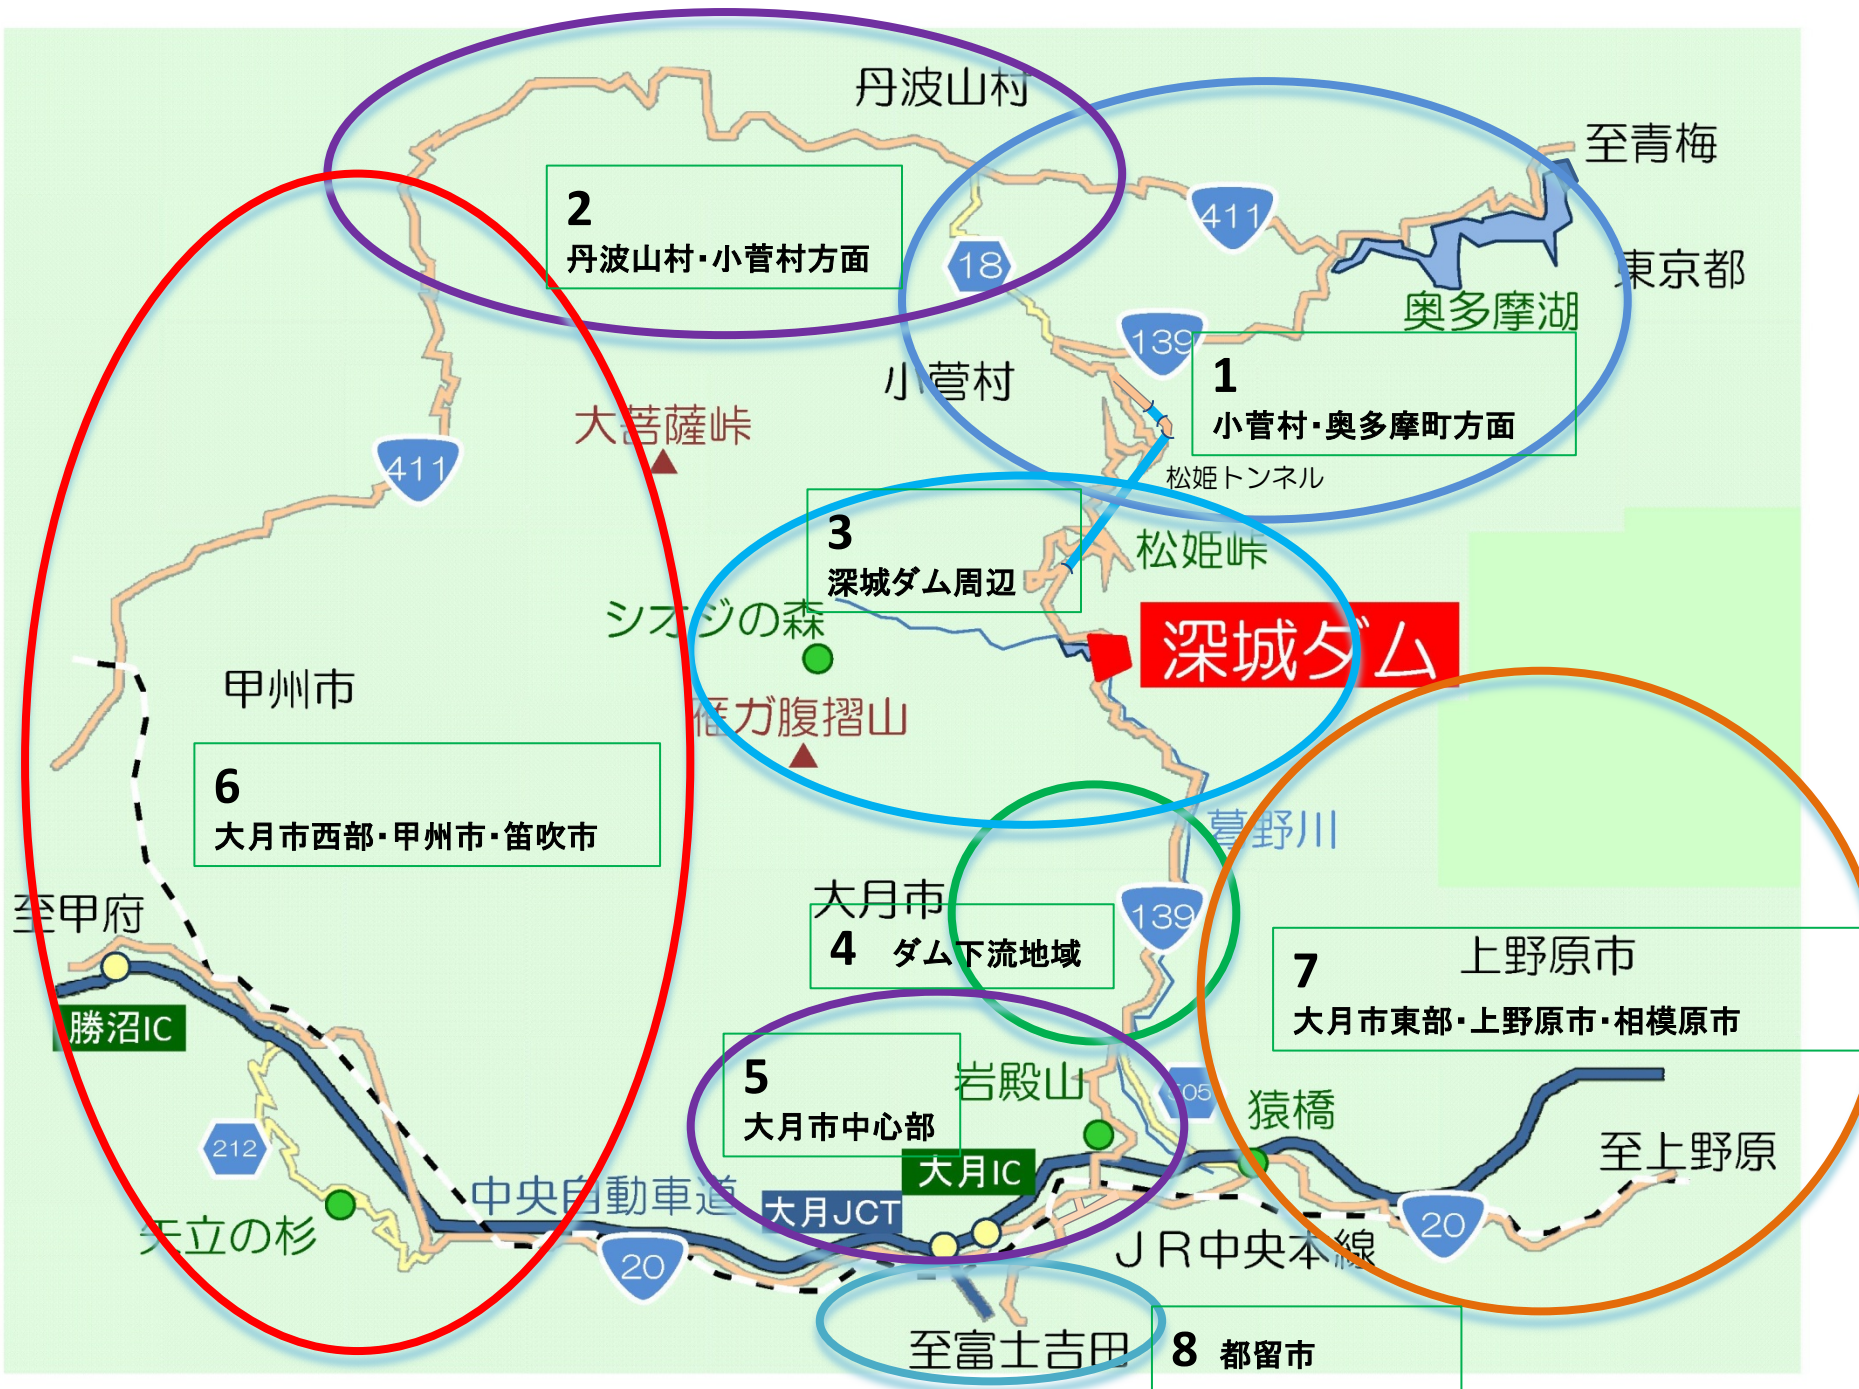 丹波山村
至青梅
2
丹波山村・小菅村方面
411
18
東京都
奥多摩湖
139
小菅村
1
小菅村・奥多摩町方面
大菩薩峠
411
松姫トンネル
3
深城ダム周辺
松姫峠
シオジの森
深城ダム
甲州市
雁ガ腹摺山
6
大月市西部・甲州市・笛吹市
葛野川
大月市
139
至甲府
4 ダム下流地域
7
上野原市
大月市東部・上野原市・相模原市
勝沼IC
5
大月市中心部
岩殿山
505
猿橋
212
大月IC
至上野原
中央自動車道
大月JCT
矢立の杉
20
JR中央本線
20
至富士吉田
8 都留市